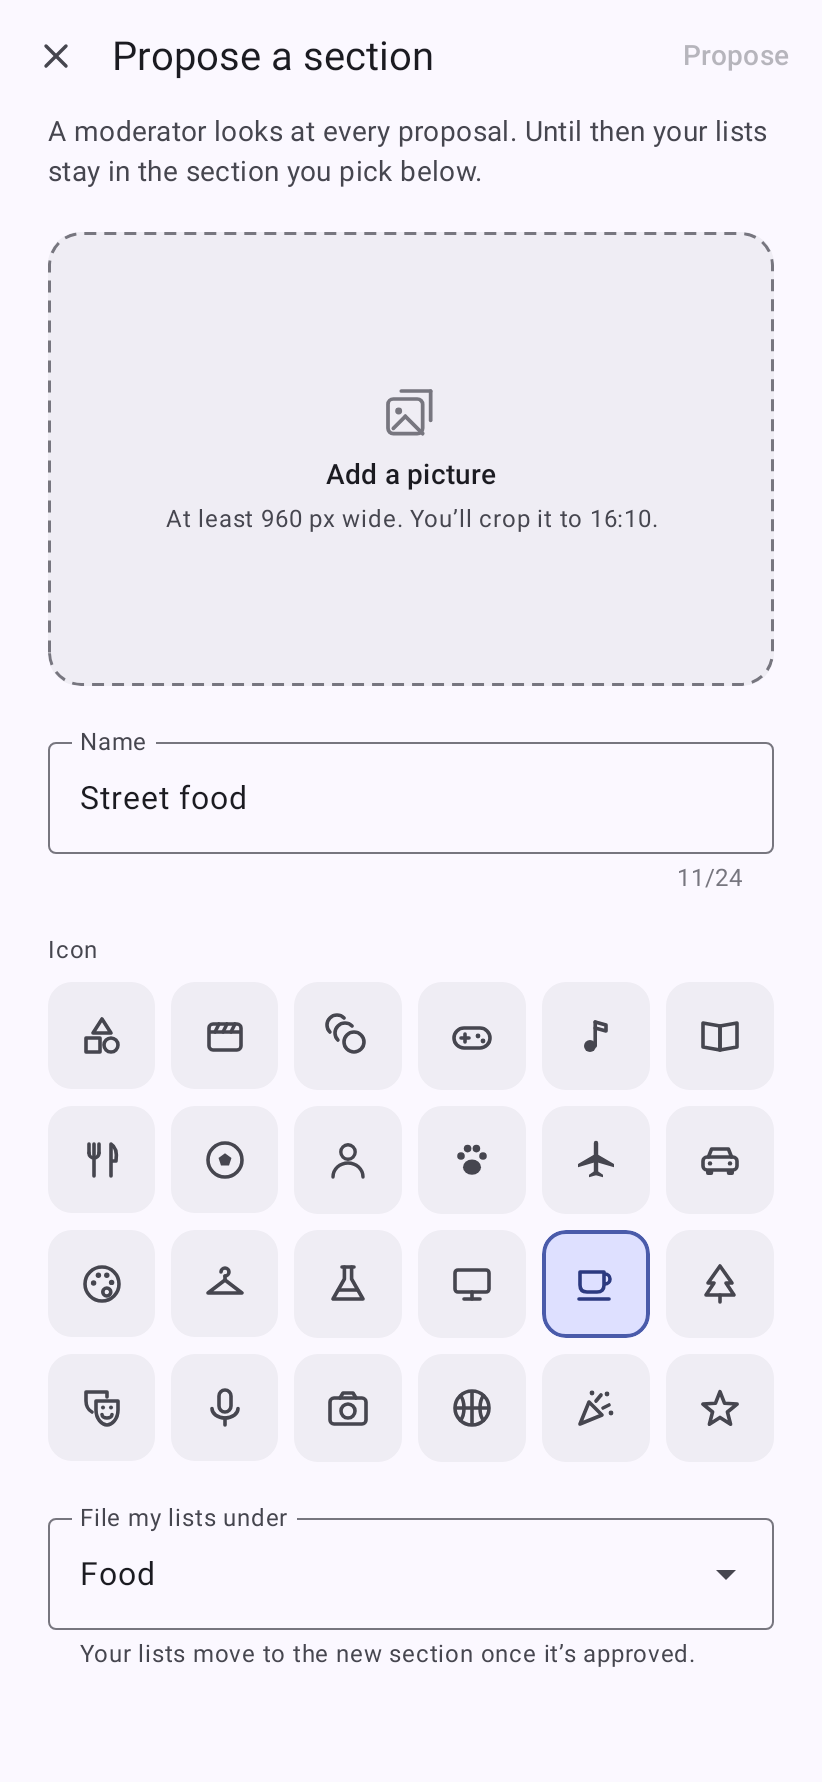 Propose a section
Propose
A moderator looks at every proposal. Until then your lists
stay in the section you pick below.
Add a picture
At least 960 px wide. You’ll crop it to 16:10.
Name
Street food
11/24
Icon
File my lists under
Food
Your lists move to the new section once it’s approved.